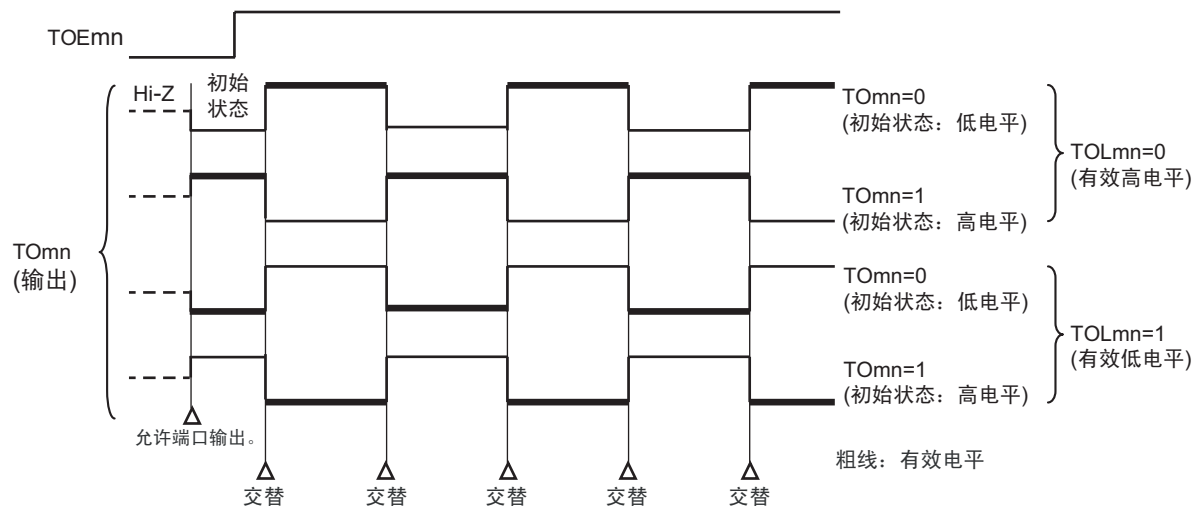 TOEmn
Hi-Z
初始
状态
TOmn=0
(初始状态：低电平)
TOLmn=0
(有效高电平)
TOmn=1
(初始状态：高电平)
TOmn
(输出)
TOmn=0
(初始状态：低电平)
TOLmn=1
(有效低电平)
TOmn=1
(初始状态：高电平)
允许端口输出。
粗线：有效电平
交替
交替
交替
交替
交替